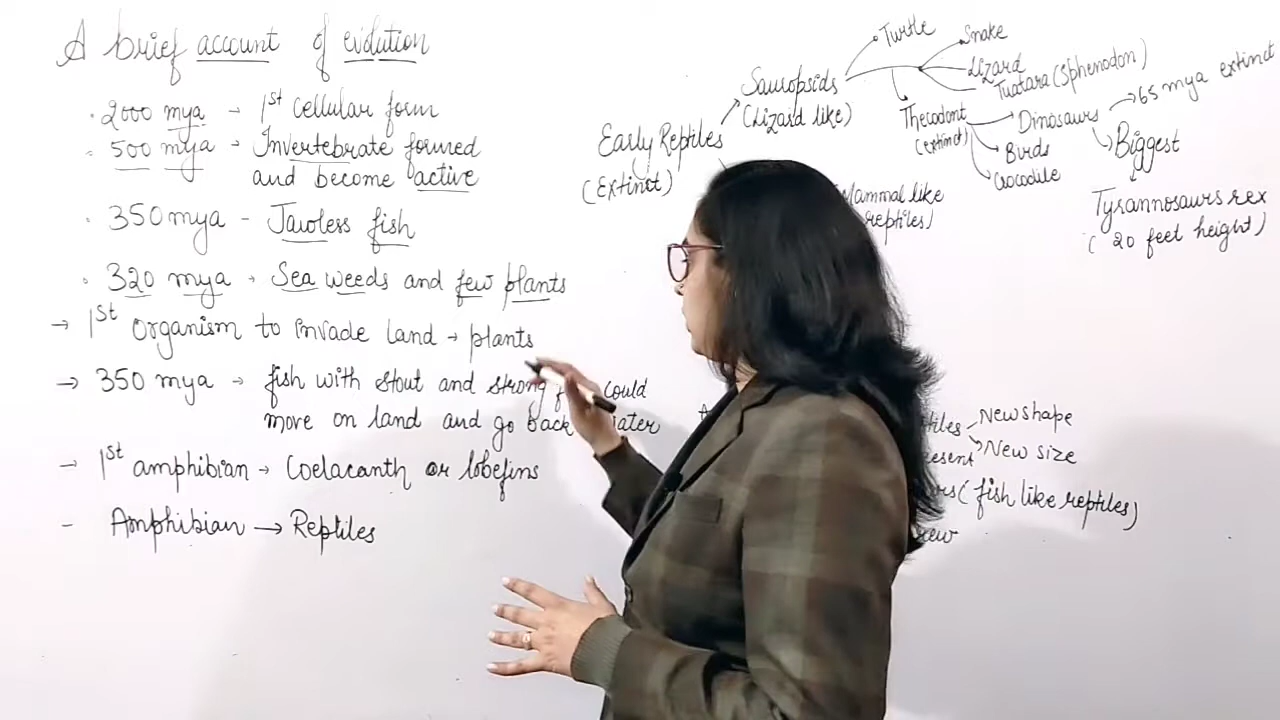 A brief account of evolution
· 2000 mya - 1st cellular form
· 500 mya - Invertebrate formed
and become active
· 350 mya - Jawless fish
· 320 mya - Sea weeds and few plants
→ 1st organism to invade land → plants
→ 350 mya → fish with stout and strong could
move on land and go back
- 1st amphibian → Coelacanth or lobefins
- Amphibian → Reptiles
Early Reptiles
(Extinct)
Sauropsids
(Lizard like)
Turtle
Snake
Lizard
Tuatara (Sphenodon)
Thecodont
(extinct)
Dinosaurs
Birds
Crocodile
65 mya extinct
Biggest
Tyrannosaurs rex
(20 feet height)
Mammal like
reptiles)
New shape
New size
(fish like reptiles)